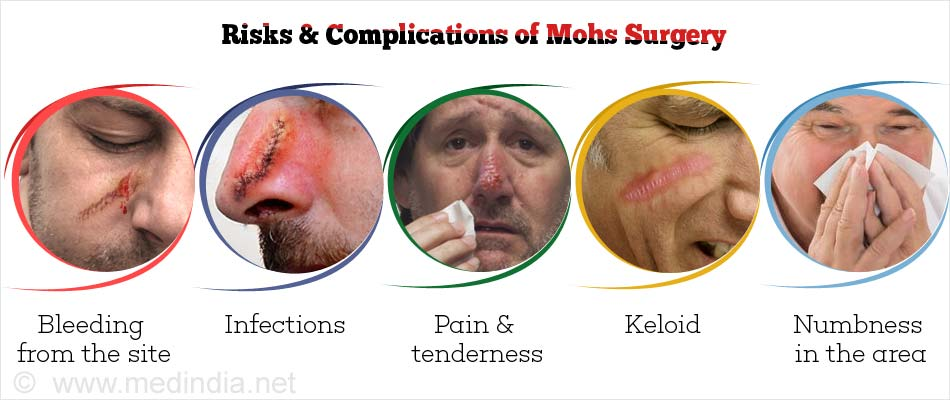 Risks & Complications of Mohs Surgery
Bleeding
from the site
Infections
Pain &
tenderness
Keloid
Numbness
in the area
© www.medindia.net